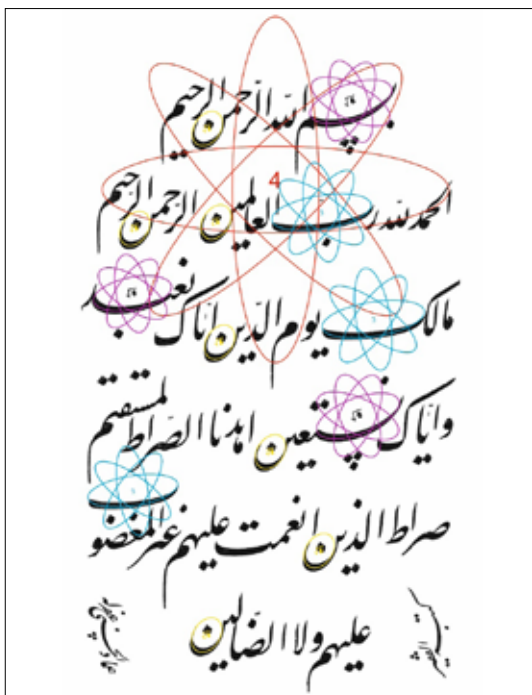 بسم الله الرحمن الرحيم
4
الحمد لله رب العالمین الرحمن الرحیم
مالک یوم الدین ایاک نعبد
وایاک نستعین اهدنا الصراط المستقیم
صراط الذین انعمت علیهم غیر المغضوب
علیهم ولا الضالین